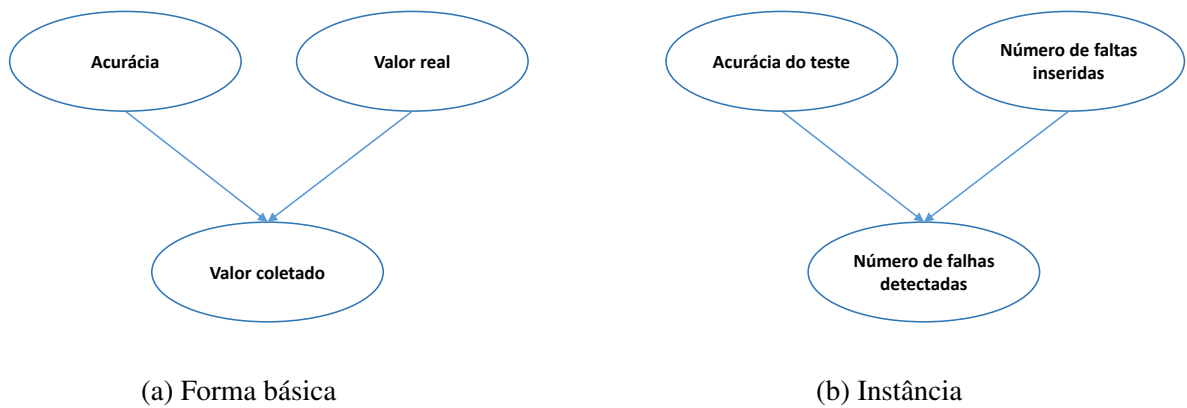 Acurácia
Valor real
Valor coletado
(a) Forma básica
Acurácia do teste
Número de faltas
inseridas
Número de falhas
detectadas
(b) Instância